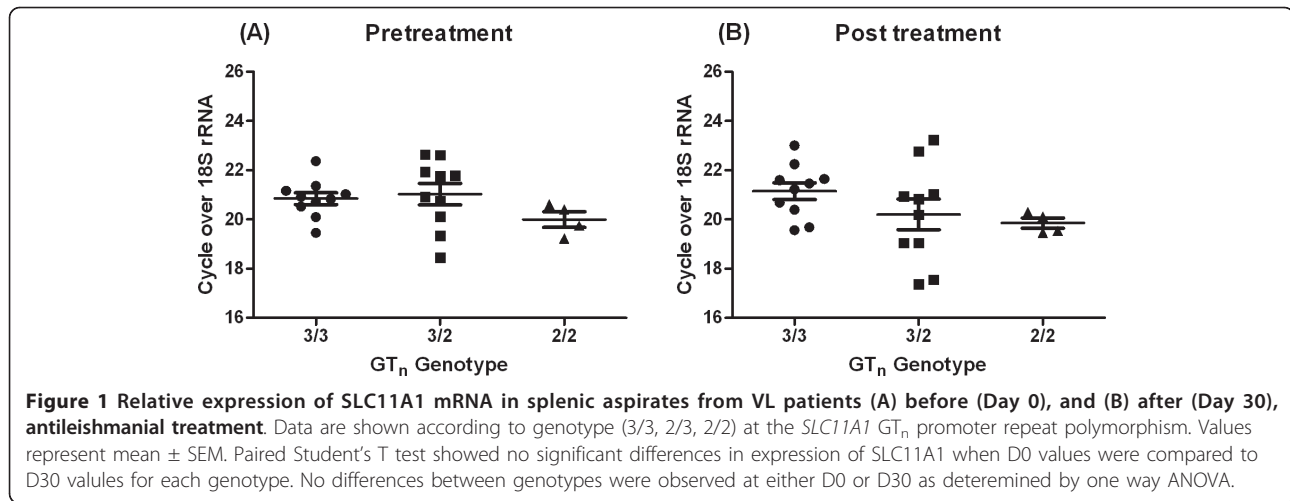 (A) Pretreatment
26
24
22
20
18
16
Cycle over 18S rRNA
3/3 3/2 2/2
GTn Genotype
(B) Post treatment
26
24
22
20
18
16
Cycle over 18S rRNA
3/3 3/2 2/2
GTn Genotype
Figure 1 Relative expression of SLC11A1 mRNA in splenic aspirates from VL patients (A) before (Day 0), and (B) after (Day 30),
antileishmanial treatment. Data are shown according to genotype (3/3, 2/3, 2/2) at the SLC11A1 GTn promoter repeat polymorphism. Values
represent mean ± SEM. Paired Student's T test showed no significant differences in expression of SLC11A1 when D0 values were compared to
D30 valules for each genotype. No differences between genotypes were observed at either D0 or D30 as deteremined by one way ANOVA.